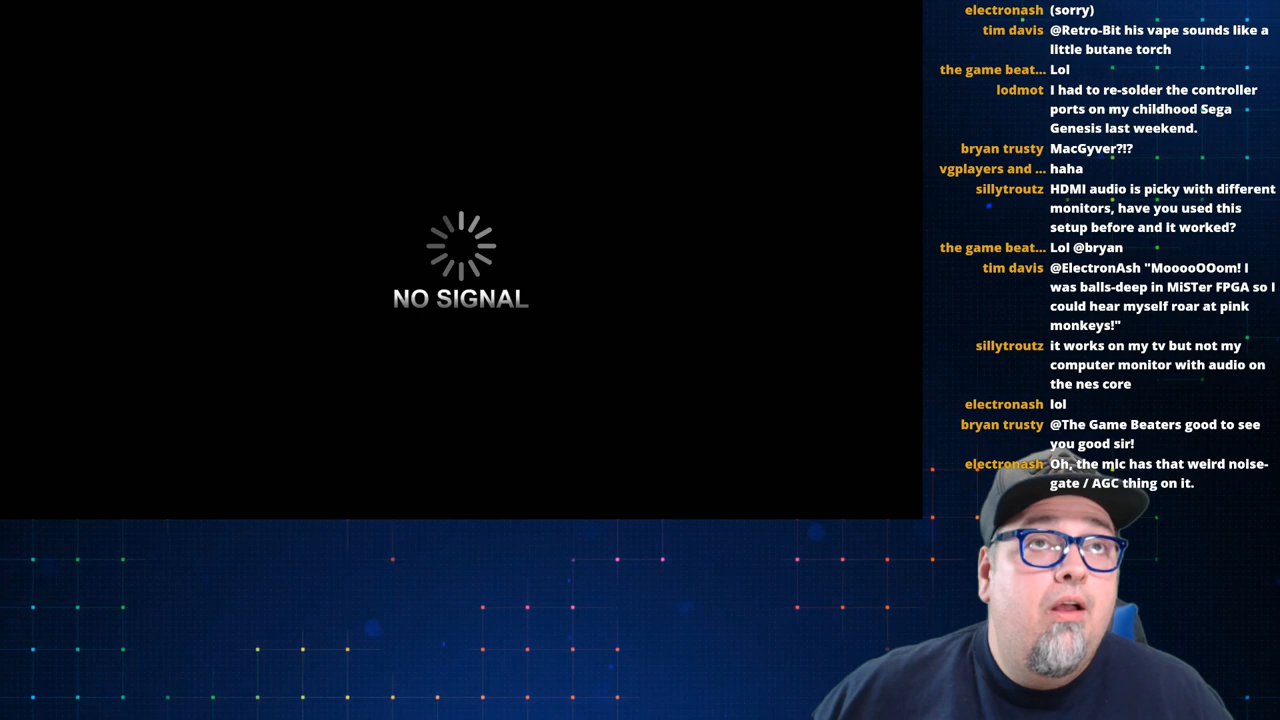 electronash (sorry)
tim davis @Retro-Bit his vape sounds like a
little butane torch
the game beat... Lol
lodmot I had to re-solder the controller
ports on my childhood Sega
Genesis last weekend.
bryan trusty MacGyver?!?
vgplayers and ... haha
sillytroutz HDMI audio is picky with different
monitors, have you used this
setup before and it worked?
the game beat... Lol @bryan
tim davis @ElectronAsh "MooooOOom! I
was balls-deep in MiSTer FPGA so I
could hear myself roar at pink
monkeys!"
sillytroutz it works on my tv but not my
computer monitor with audio on
the nes core
electronash lol
bryan trusty @The Game Beaters good to see
you good sir!
electronash Oh, the mic has that weird noise-
gate / AGC thing on it.
NO SIGNAL